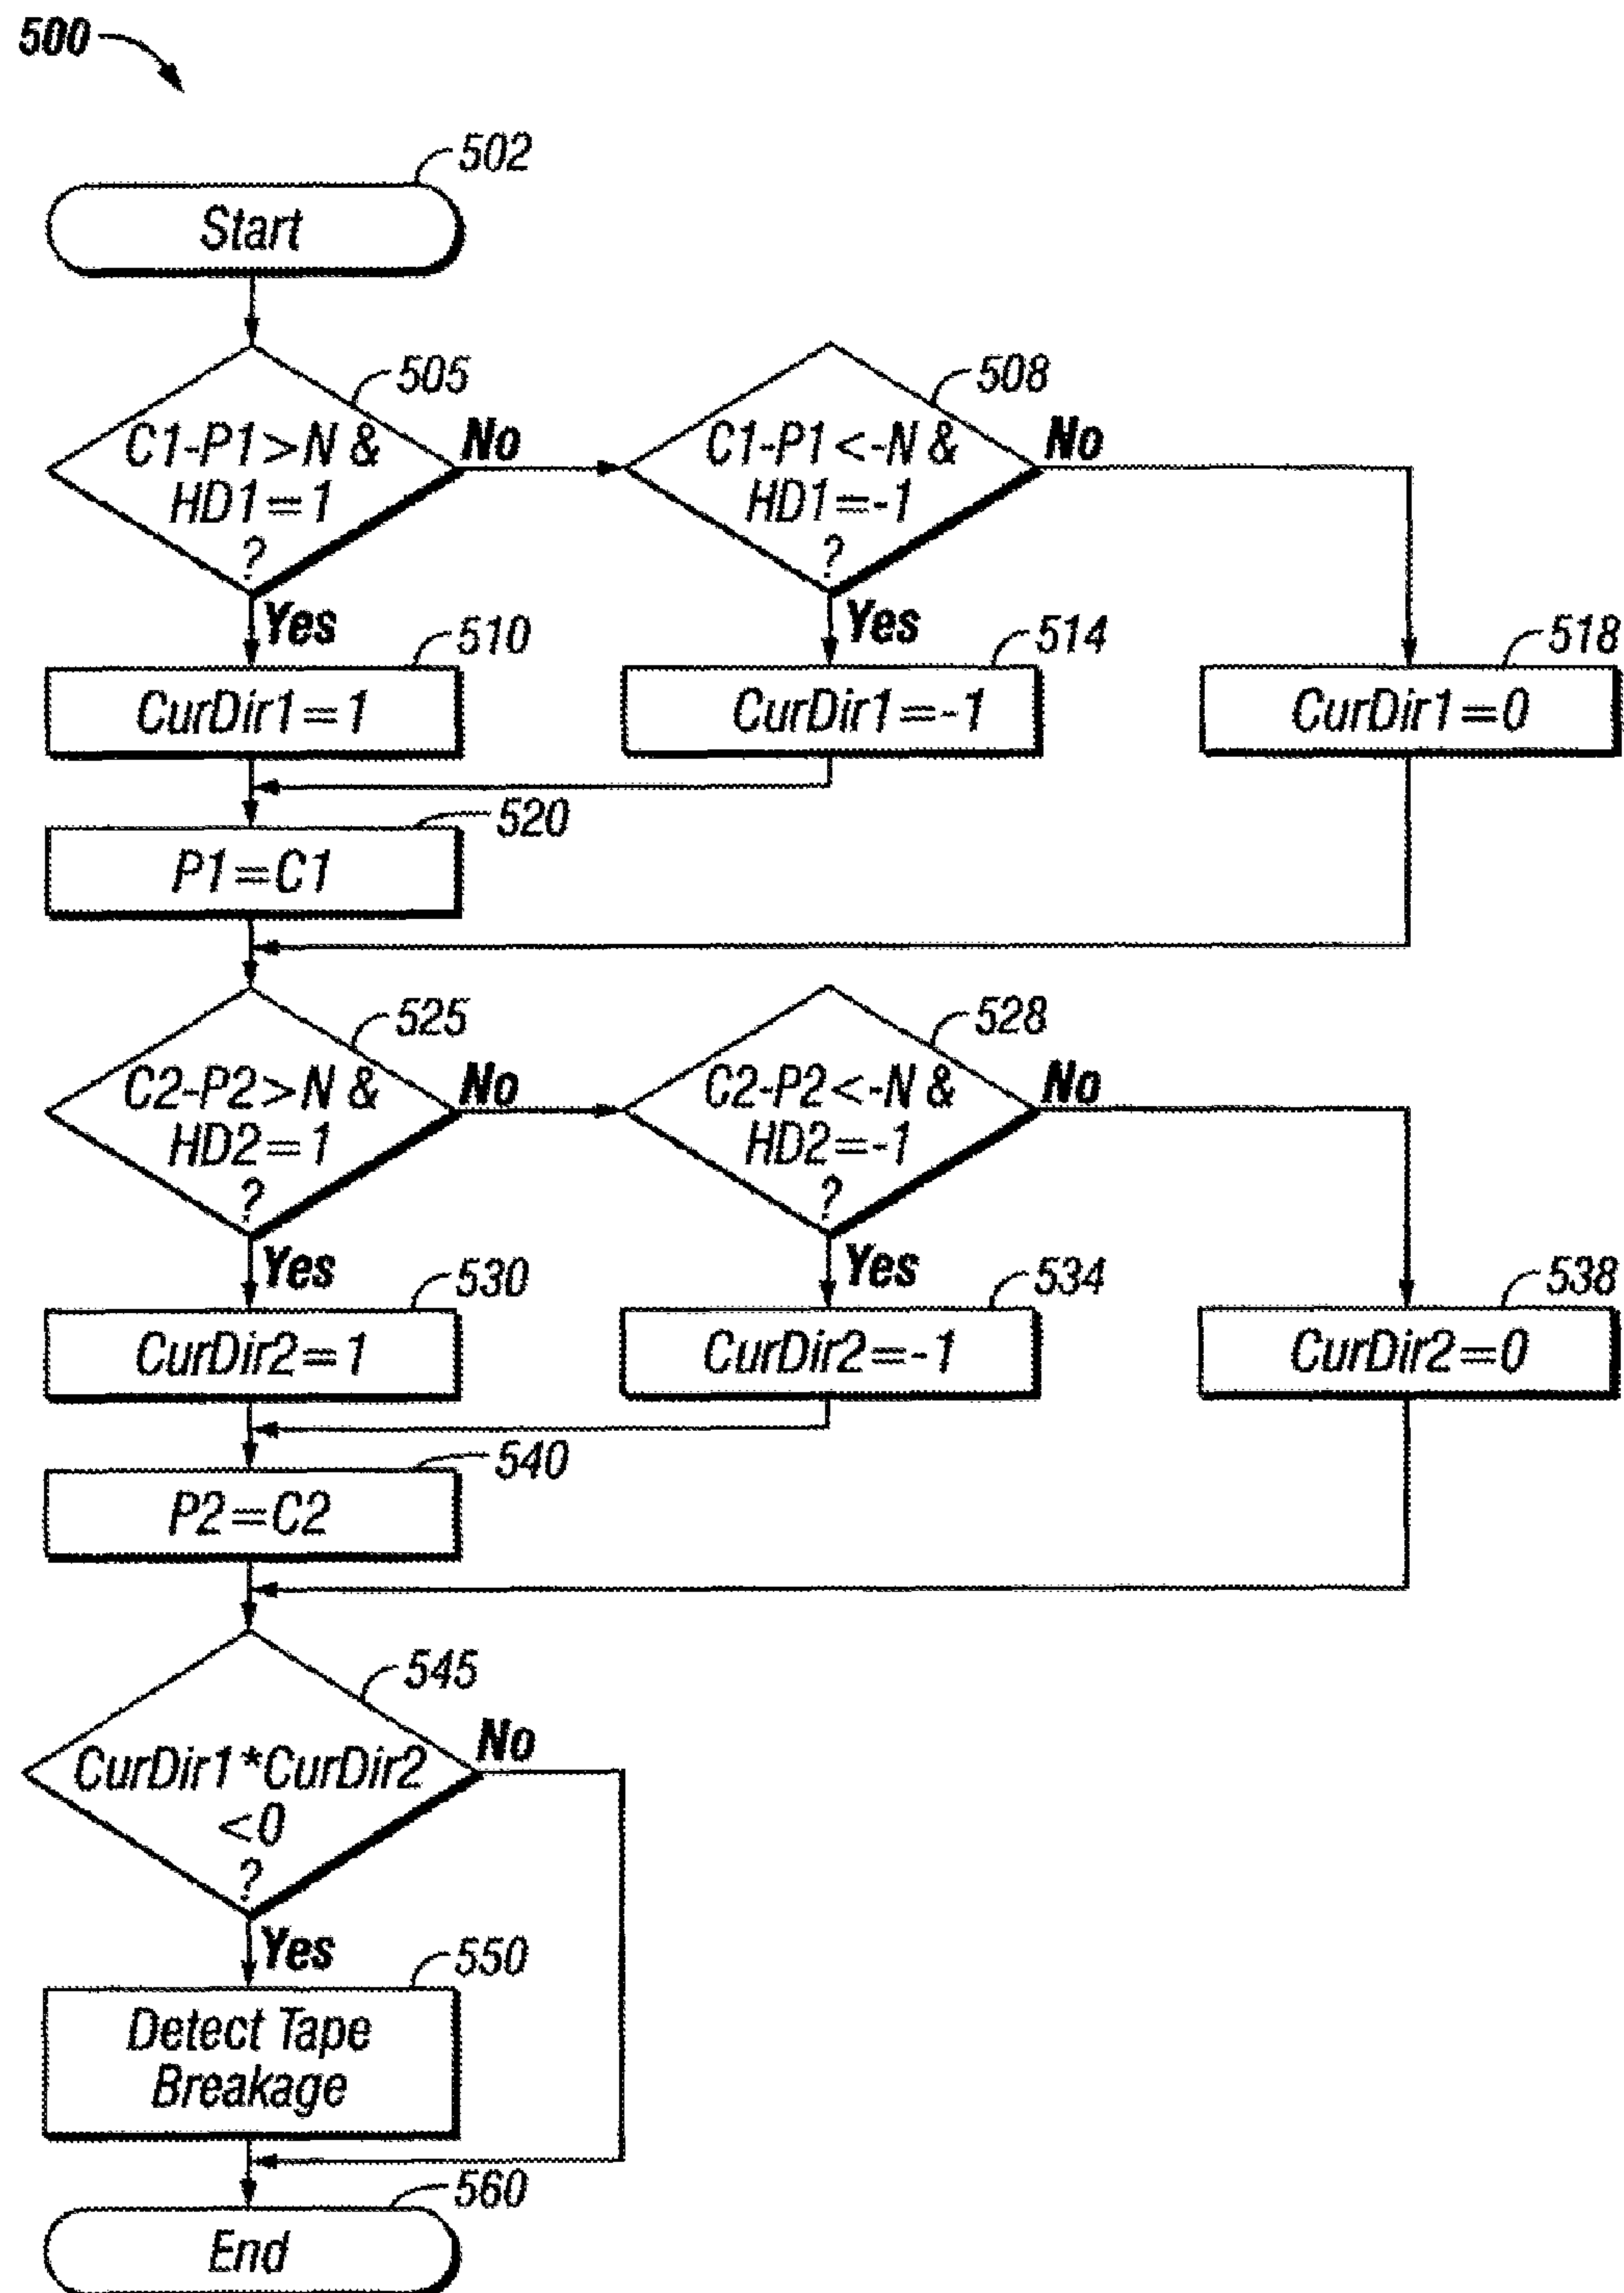 500
502
Start
505
C1-P1>N &
HD1=1
?
No
508
C1-P1<-N &
HD1=-1
?
No
Yes
510
CurDir1=1
Yes
514
CurDir1=-1
518
CurDir1=0
520
P1=C1
525
C2-P2>N &
HD2=1
?
No
528
C2-P2<-N &
HD2=-1
?
No
Yes
530
CurDir2=1
Yes
534
CurDir2=-1
538
CurDir2=0
540
P2=C2
545
CurDir1*CurDir2
<0
?
No
Yes
550
Detect Tape
Breakage
560
End